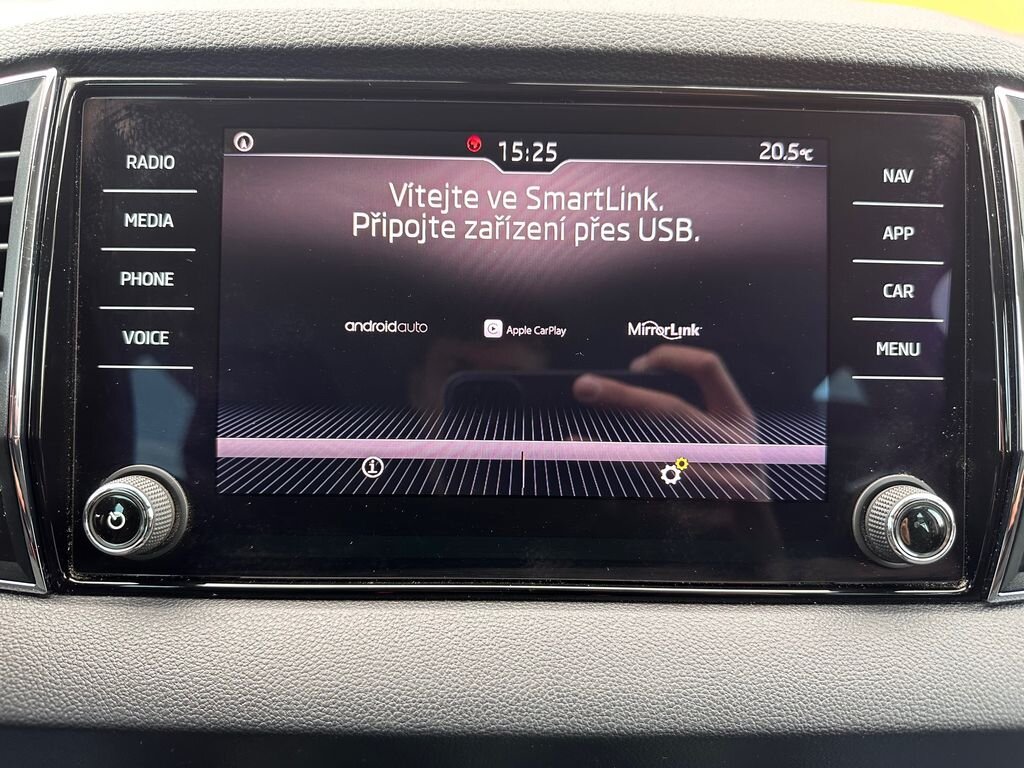 15:25
20.5°C
Vítejte ve SmartLink.
Připojte zařízení přes USB.
androidauto
Apple CarPlay
MirrorLink
RADIO
MEDIA
PHONE
VOICE
NAV
APP
CAR
MENU